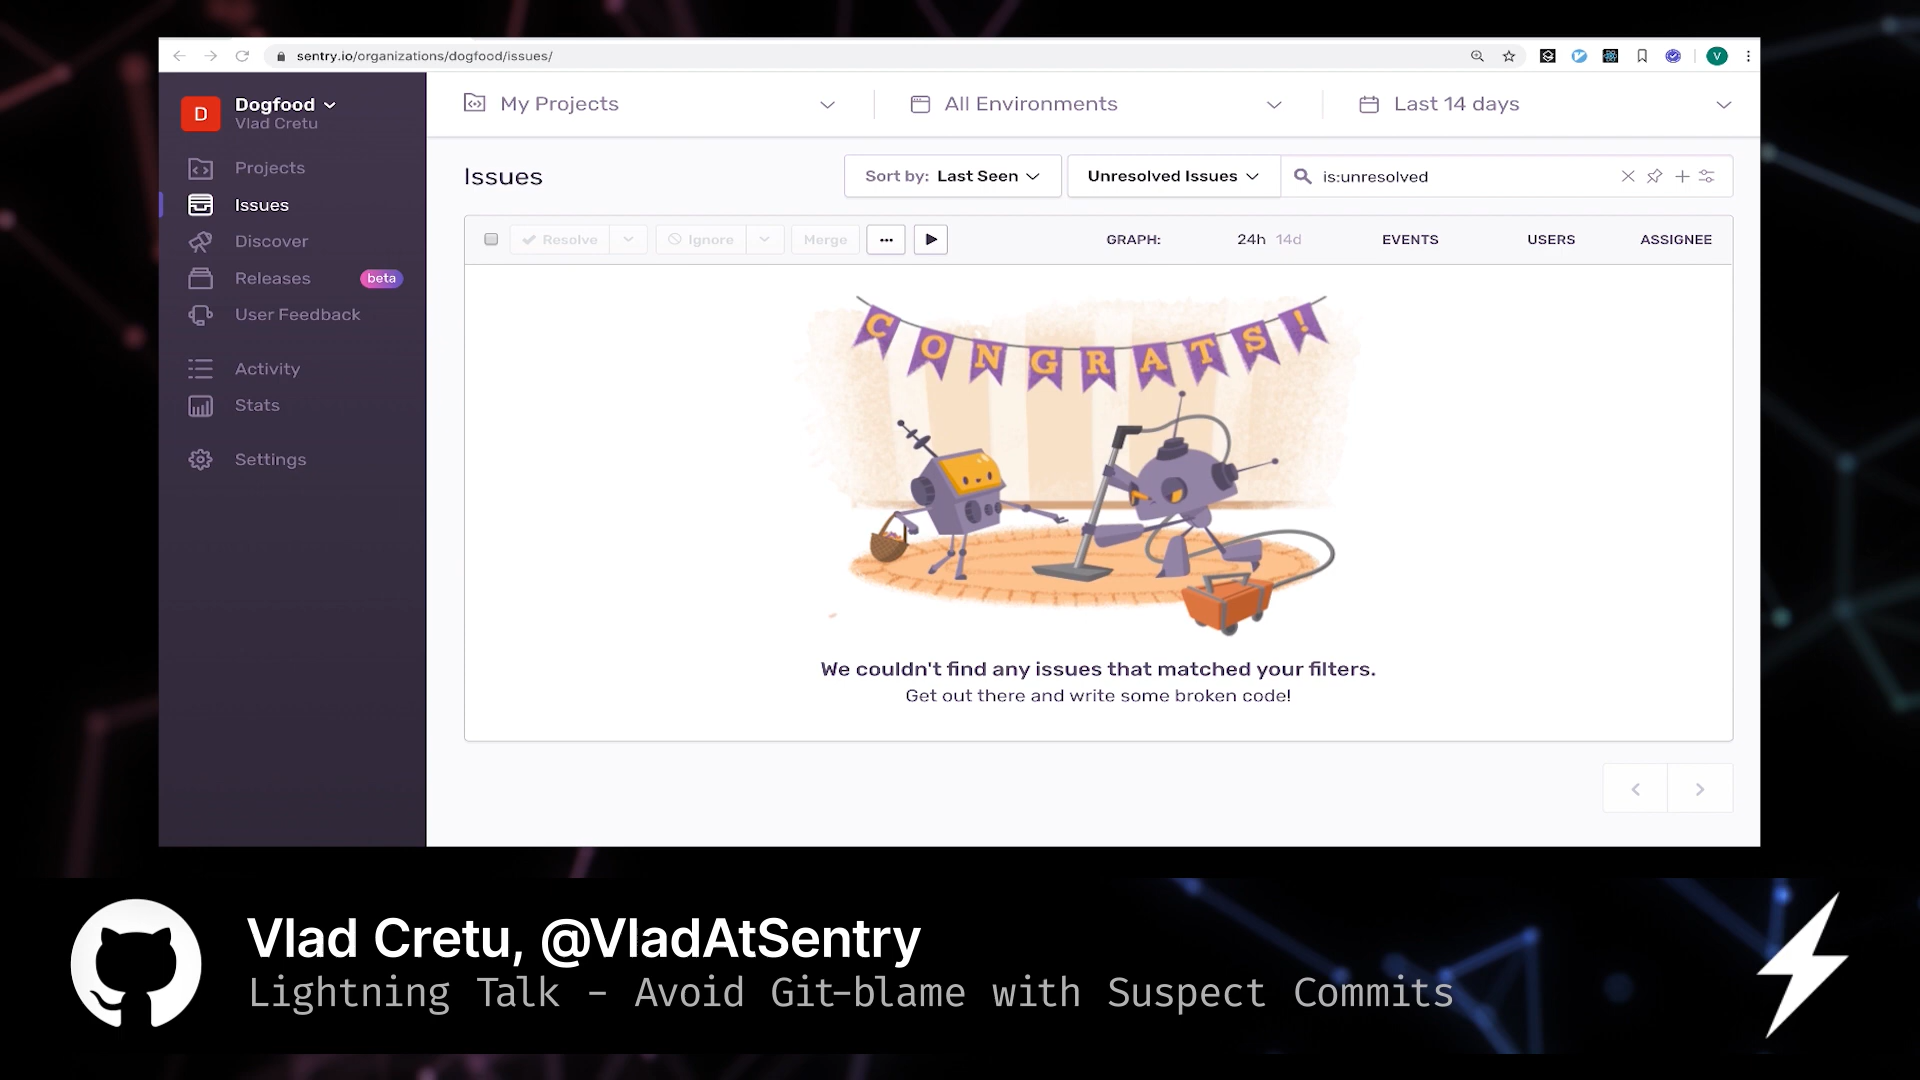 sentry.io/organizations/dogfood/issues/
V
D
Dogfood
Vlad Cretu
Projects
Issues
Discover
Releases beta
User Feedback
Activity
Stats
Settings
My Projects
All Environments
Last 14 days
Issues
Sort by: Last Seen
Unresolved Issues
is:unresolved
Resolve
Ignore
Merge
GRAPH: 24h 14d
EVENTS
USERS
ASSIGNEE
CONGRATS!
We couldn't find any issues that matched your filters.
Get out there and write some broken code!
Vlad Cretu, @VladAtSentry
Lightning Talk - Avoid Git-blame with Suspect Commits